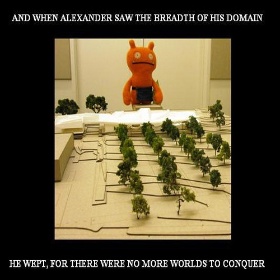 AND WHEN ALEXANDER SAW THE BREADTH OF HIS DOMAIN
HE WEPT, FOR THERE WERE NO MORE WORLDS TO CONQUER